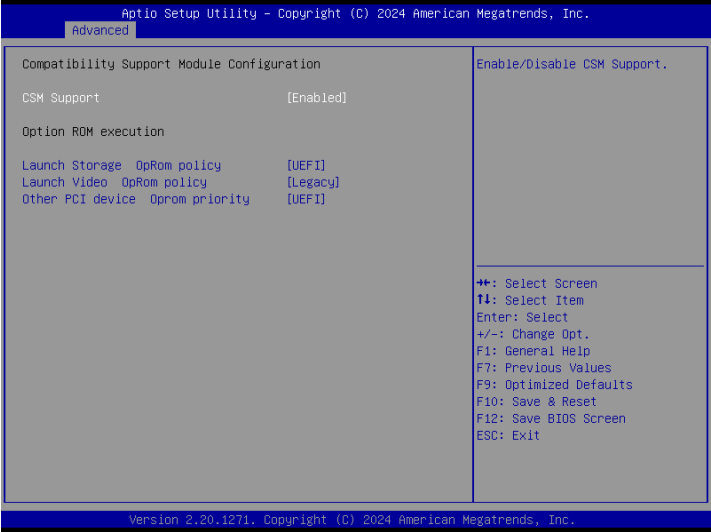 Aptio Setup Utility – Copyright (C) 2024 American Megatrends, Inc.
Advanced
Compatibility Support Module Configuration
CSM Support [Enabled]
Option ROM execution
Launch Storage OpRom policy [UEFI]
Launch Video OpRom policy [Legacy]
Other PCI device Oprom priority [UEFI]
Enable/Disable CSM Support.
→←: Select Screen
↑↓: Select Item
Enter: Select
+/-: Change Opt.
F1: General Help
F7: Previous Values
F9: Optimized Defaults
F10: Save & Reset
F12: Save BIOS Screen
ESC: Exit
Version 2.20.1271. Copyright (C) 2024 American Megatrends, Inc.